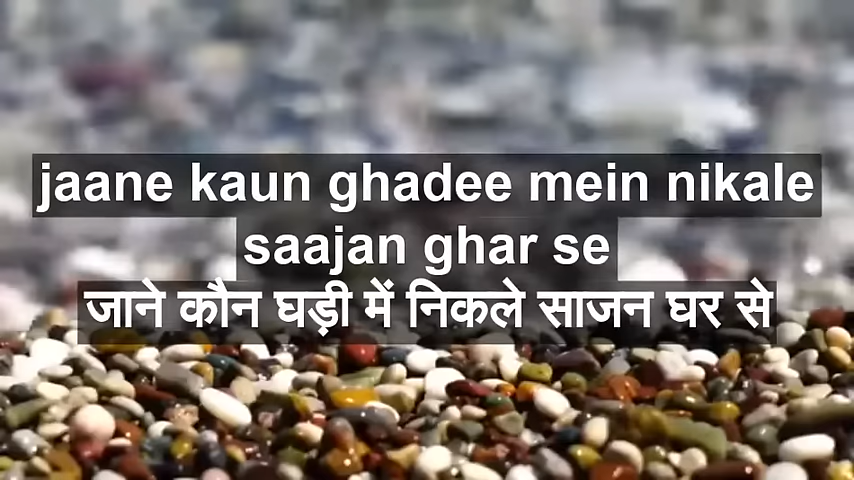 jaane kaun ghadee mein nikale
saajan ghar se
जाने कौन घड़ी में निकले साजन घर से